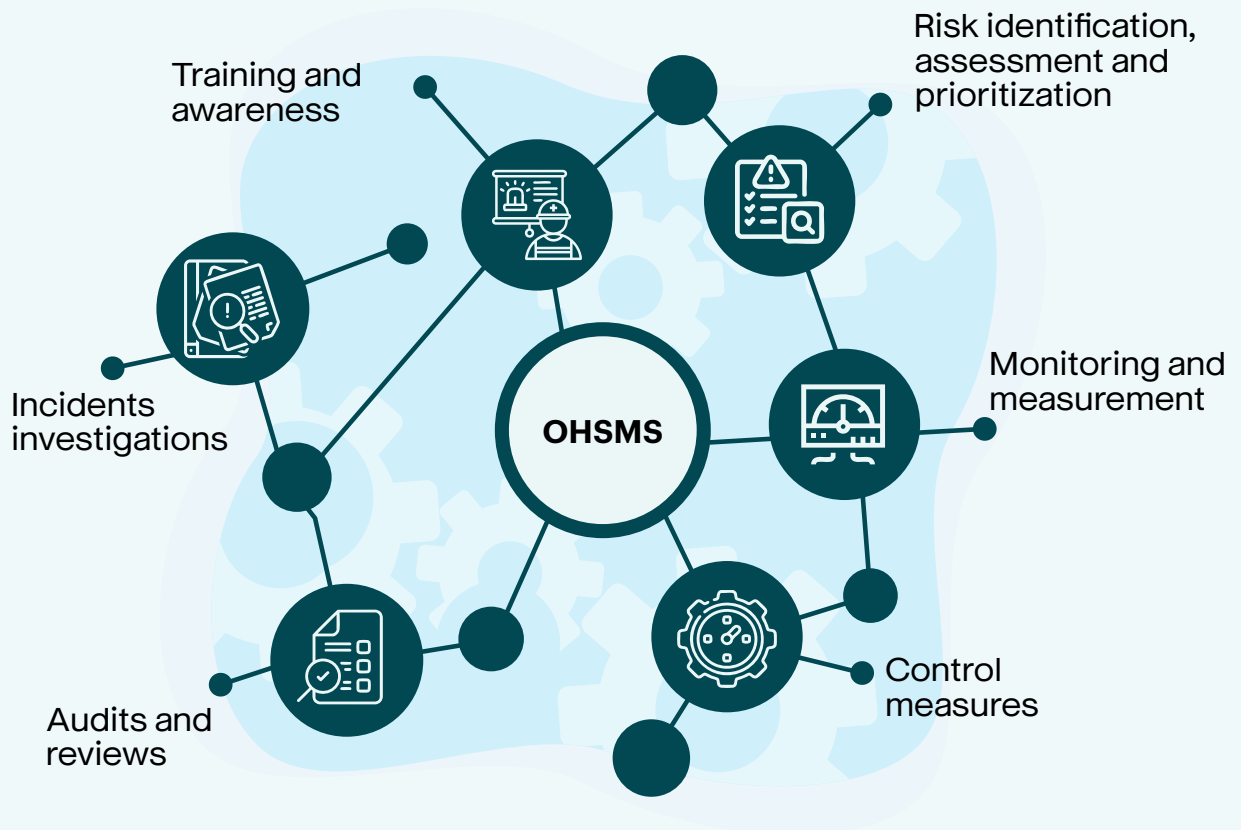 Risk identification,
assessment and
prioritization
Training and
awareness
Monitoring and
measurement
Incidents
investigations
OHSMS
Control
measures
Audits and
reviews